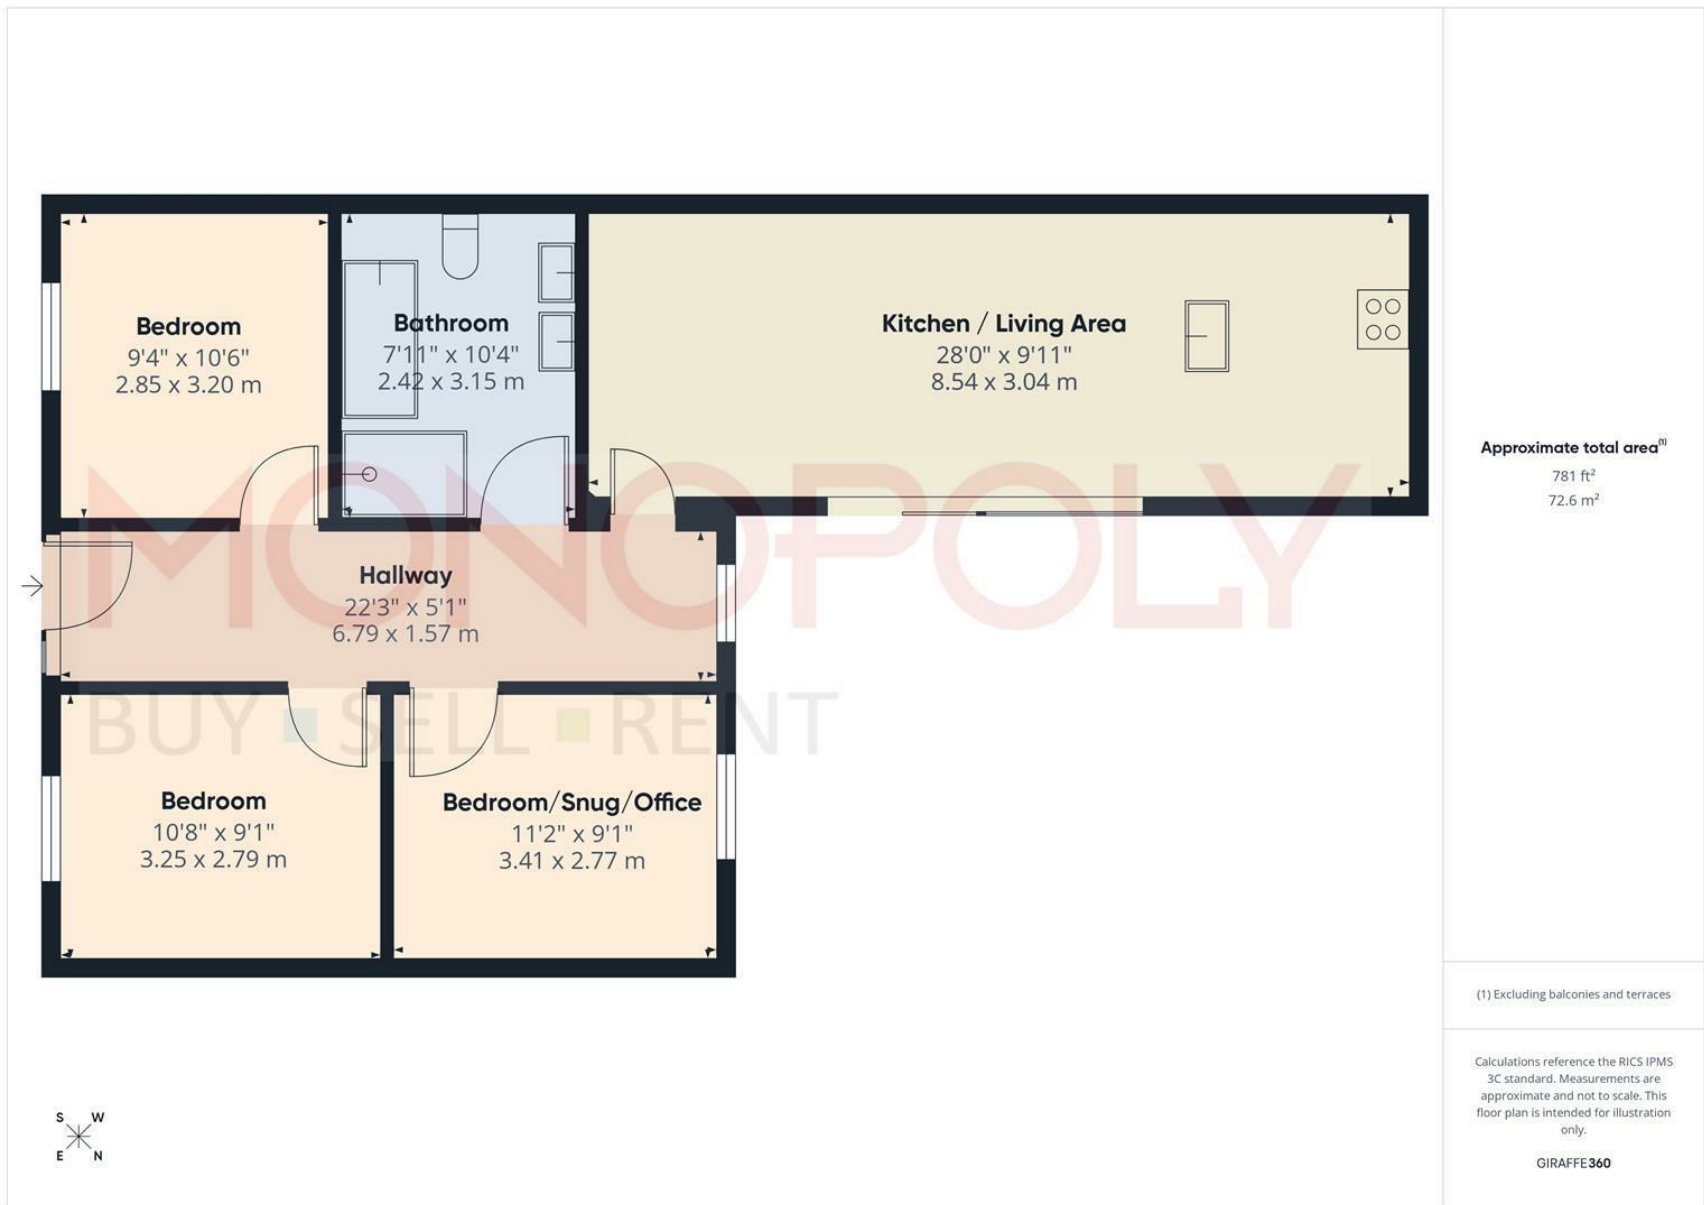 Bedroom
9'4" x 10'6"
2.85 x 3.20 m
Bathroom
7'11" x 10'4"
2.42 x 3.15 m
Kitchen / Living Area
28'0" x 9'11"
8.54 x 3.04 m
Hallway
22'3" x 5'1"
6.79 x 1.57 m
MONOPOLY
BUY SELL RENT
Bedroom
10'8" x 9'1"
3.25 x 2.79 m
Bedroom/Snug/Office
11'2" x 9'1"
3.41 x 2.77 m
S W
E N
Approximate total area(1)
781 ft²
72.6 m²
(1) Excluding balconies and terraces
Calculations reference the RICS IPMS
3C standard. Measurements are
approximate and not to scale. This
floor plan is intended for illustration
only.
GIRAFFE360